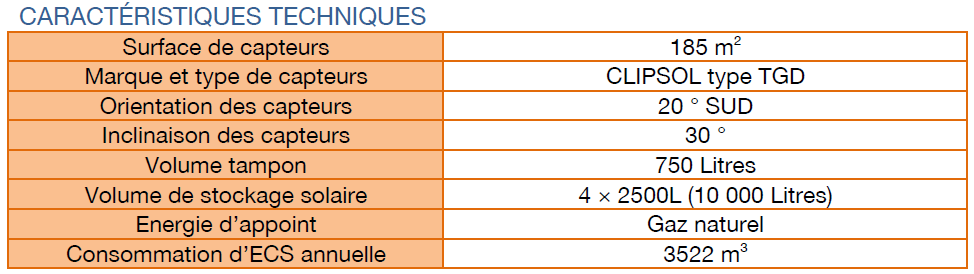 CARACTÉRISTIQUES TECHNIQUES
Surface de capteurs 185 m²
Marque et type de capteurs CLIPSOL type TGD
Orientation des capteurs 20 ° SUD
Inclinaison des capteurs 30 °
Volume tampon 750 Litres
Volume de stockage solaire 4 × 2500L (10 000 Litres)
Energie d'appoint Gaz naturel
Consommation d'ECS annuelle 3522 m³